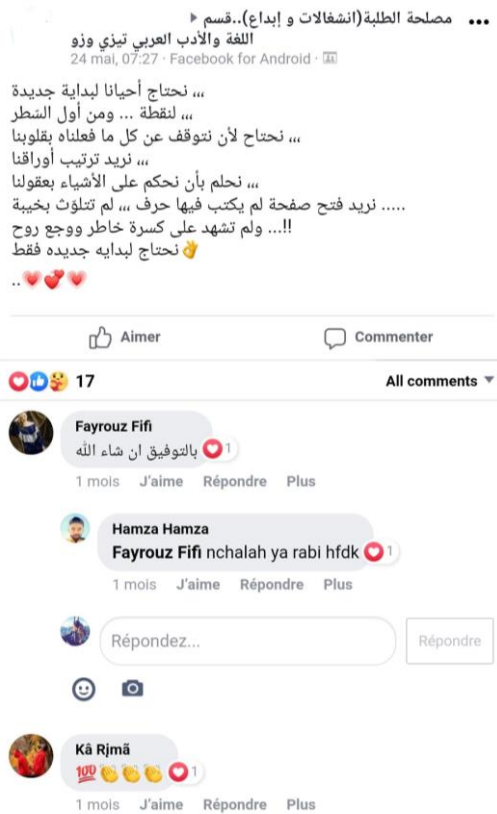 مصلحة الطلبة(انشغالات و إبداع)..قسم ◂ •••
اللغة والأدب العربي تيزي وزو
24 mai, 07:27 · Facebook for Android ·
،،، نحتاج أحيانا لبداية جديدة
،،، لنقطة ... ومن أول السّطر
،،، نحتاج لأن نتوقف عن كل ما فعلناه بقلوبنا
،،، نريد ترتيب أوراقنا
،،، نحلم بأن نحكم على الأشياء بعقولنا
..... نريد فتح صفحة لم يكتب فيها حرف ،،، لم تتلوّث بخيبة
!!... ولم تشهد على كسرة خاطر ووجع روح
👌نحتاج لبدايه جديده فقط
..💗💕💗
Aimer
Commenter
17
All comments
Fayrouz Fifi
بالتوفيق ان شاء الله
1
1 mois J'aime Répondre Plus
Hamza Hamza
Fayrouz Fifi nchalah ya rabi hfdk
1
1 mois J'aime Répondre Plus
Répondez...
Répondre
Kâ Rjmã
💯👏👏👏
1
1 mois J'aime Répondre Plus